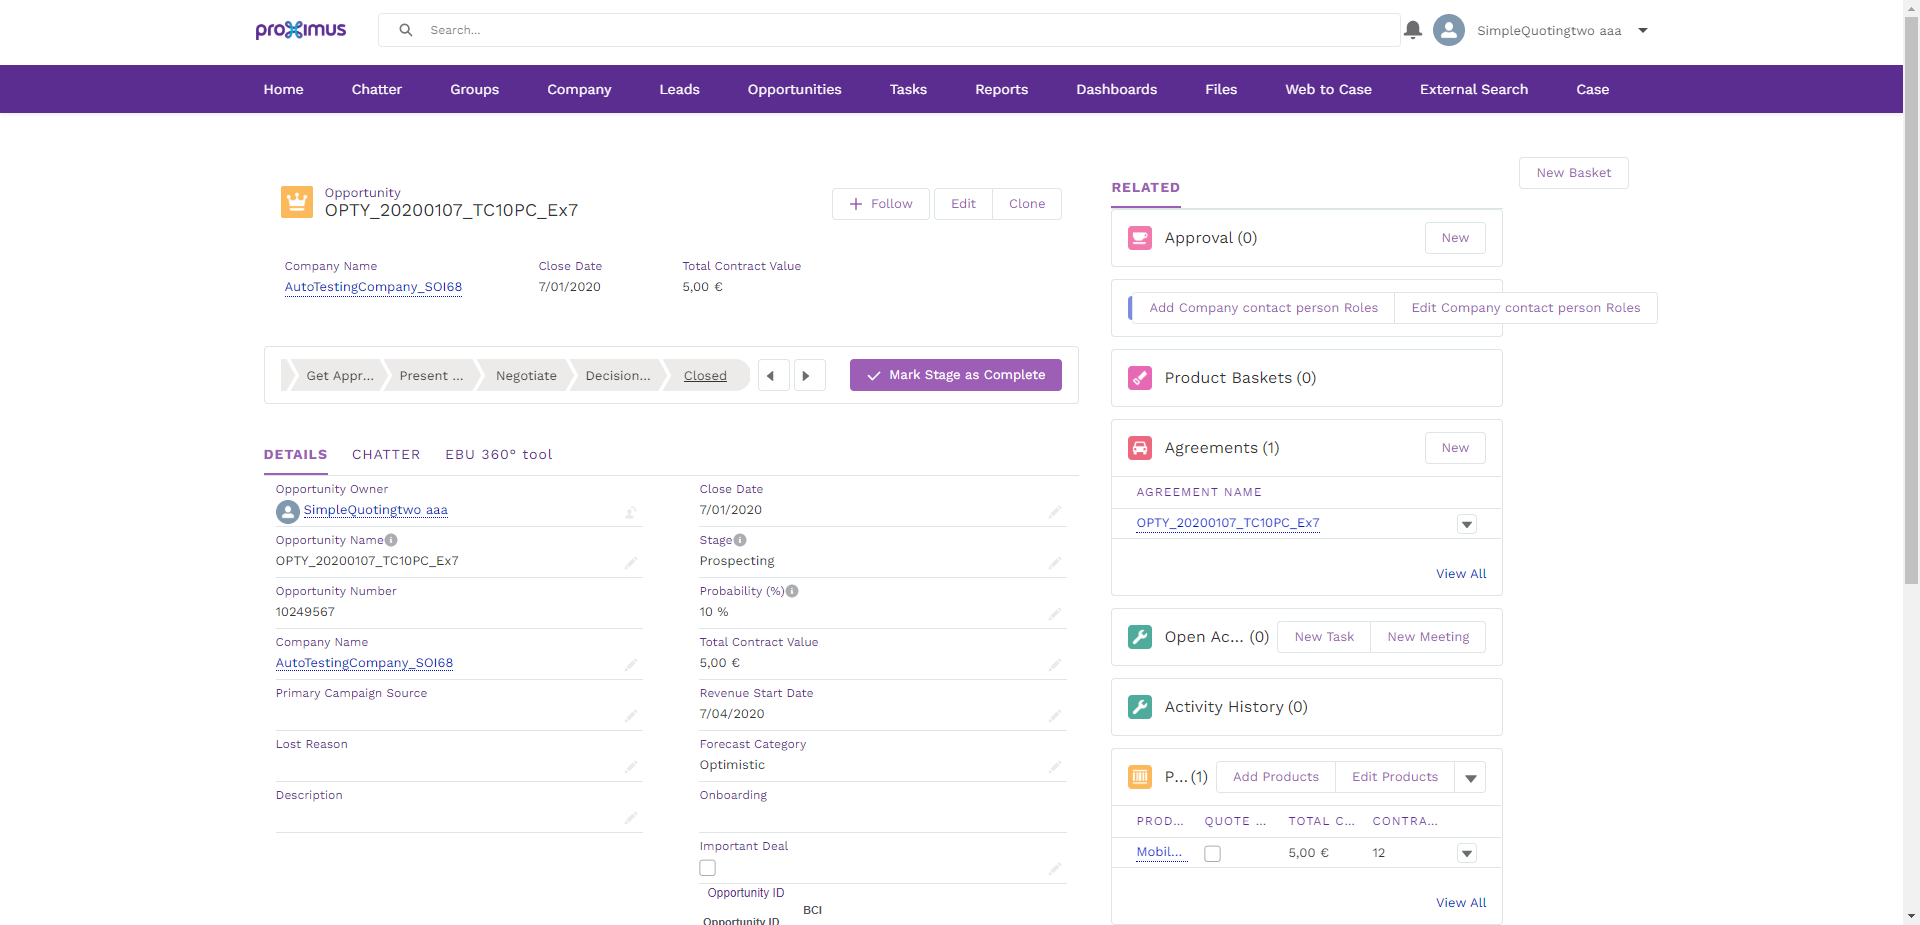 proximus
Search...
SimpleQuotingtwo aaa
Home Chatter Groups Company Leads Opportunities Tasks Reports Dashboards Files Web to Case External Search Case
New Basket
Opportunity
OPTY_20200107_TC10PC_Ex7
Follow Edit Clone
Company Name Close Date Total Contract Value
AutoTestingCompany_SOI68 7/01/2020 5,00 €
Get Appr... Present ... Negotiate Decision... Closed
Mark Stage as Complete
DETAILS CHATTER EBU 360° tool
Opportunity Owner
SimpleQuotingtwo aaa
Opportunity Name
OPTY_20200107_TC10PC_Ex7
Opportunity Number
10249567
Company Name
AutoTestingCompany_SOI68
Primary Campaign Source
Lost Reason
Description
Close Date
7/01/2020
Stage
Prospecting
Probability (%)
10 %
Total Contract Value
5,00 €
Revenue Start Date
7/04/2020
Forecast Category
Optimistic
Onboarding
Important Deal
Opportunity ID
BCI
Opportunity ID
RELATED
Approval (0) New
Add Company contact person Roles Edit Company contact person Roles
Product Baskets (0)
Agreements (1) New
AGREEMENT NAME
OPTY_20200107_TC10PC_Ex7
View All
Open Ac... (0) New Task New Meeting
Activity History (0)
P... (1) Add Products Edit Products
PROD... QUOTE ... TOTAL C... CONTRA...
Mobil... 5,00 € 12
View All